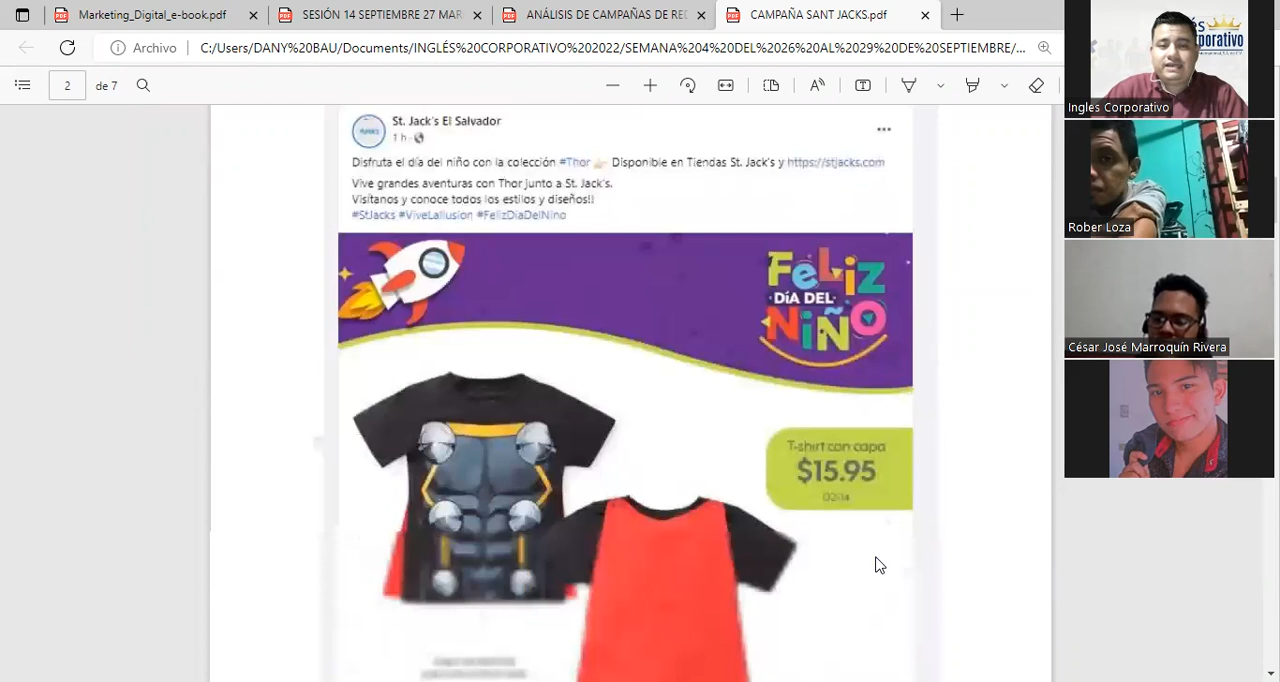 Marketing_Digital_e-book.pdf
SESIÓN 14 SEPTIEMBRE 27 MAR
ANÁLISIS DE CAMPAÑAS DE RE
CAMPAÑA SANT JACKS.pdf
Archivo
C:/Users/DANY%20BAU/Documents/INGLÉS%20CORPORATIVO%202022/SEMANA%204%20DEL%2026%20AL%2029%20DE%20SEPTIEMBRE/...
2 de 7
St. Jack's El Salvador
1 h
Disfruta el día del niño con la colección #Thor Disponible en Tiendas St. Jack's y https://stjacks.com
Vive grandes aventuras con Thor junto a St. Jack's.
Visítanos y conoce todos los estilos y diseños!!
#StJacks #ViveLaIlusion #FelizDiaDelNino
FELIZ
DÍA DEL
NIÑO
T-shirt con capa
$15.95
Ingles Corporativo
Rober Loza
César José Marroquín Rivera